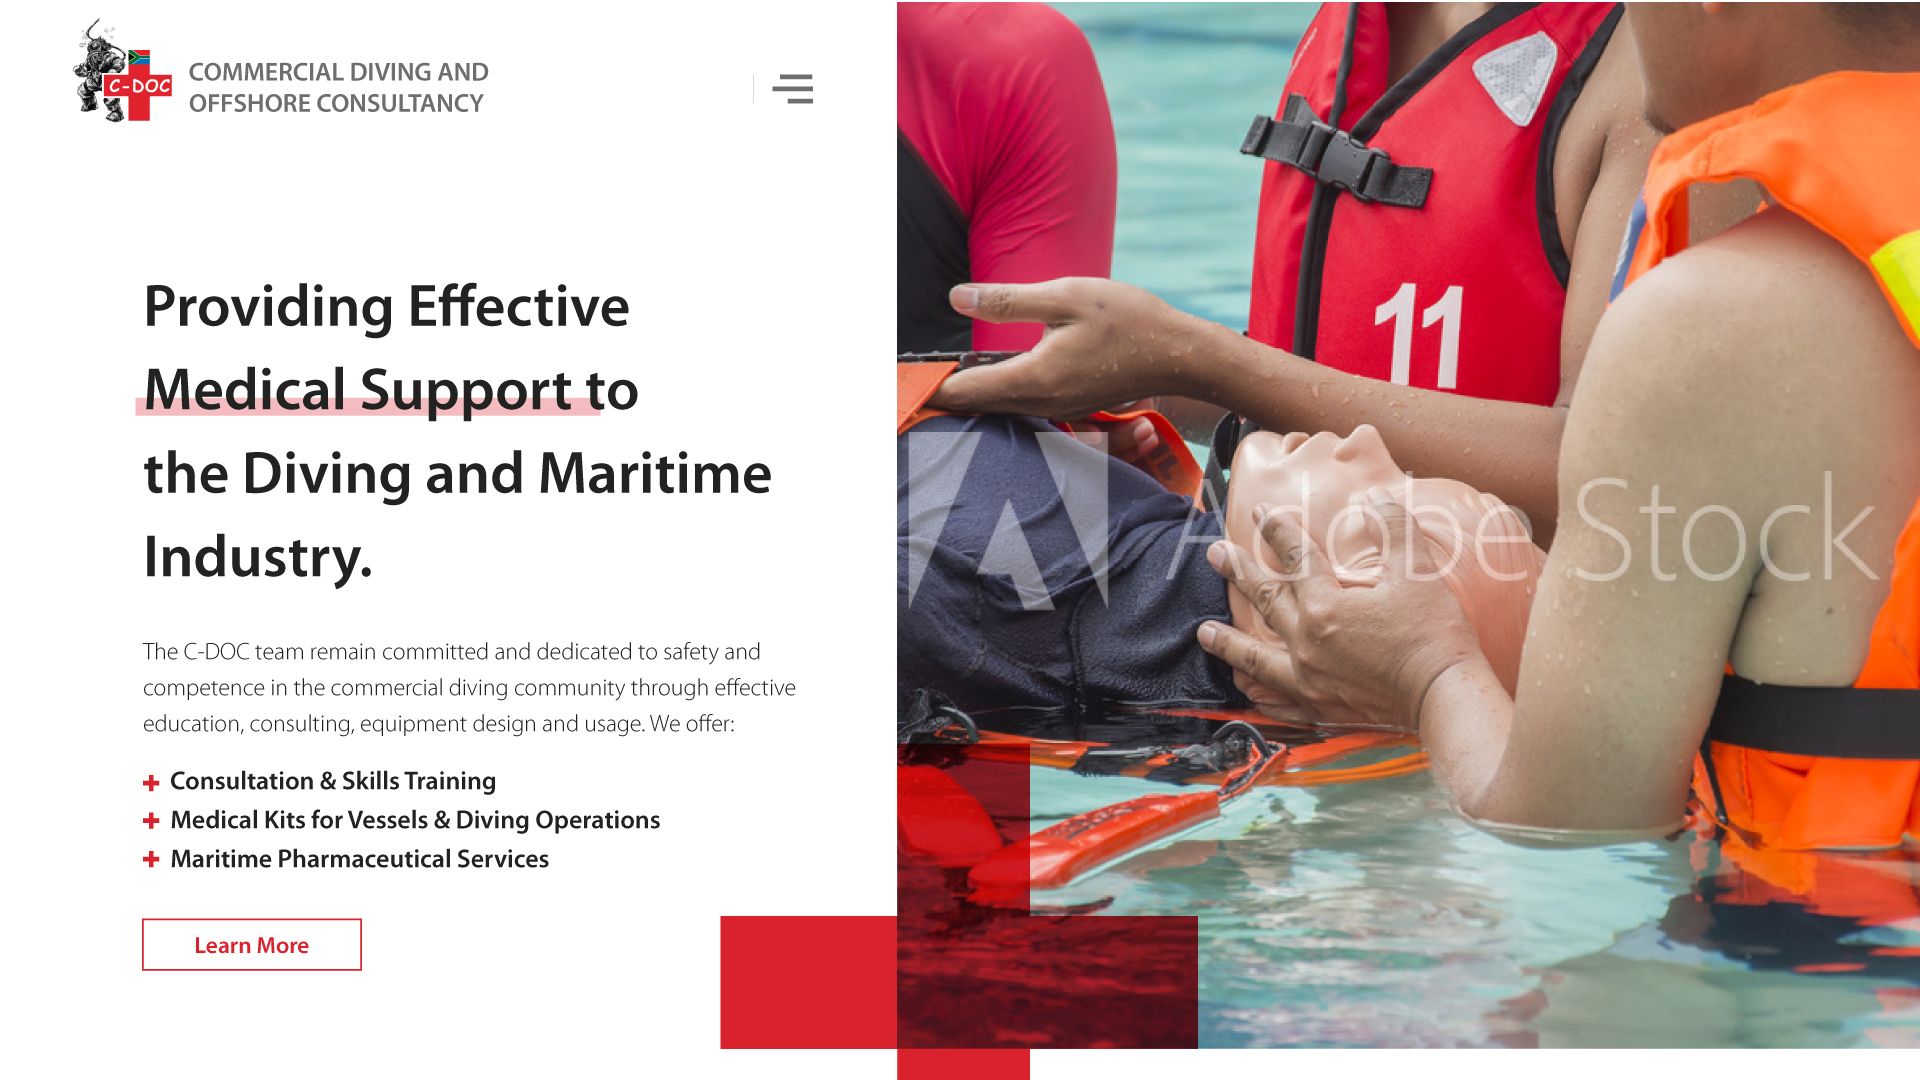 C-DOC
COMMERCIAL DIVING AND
OFFSHORE CONSULTANCY
Providing Effective
Medical Support to
the Diving and Maritime
Industry.
The C-DOC team remain committed and dedicated to safety and
competence in the commercial diving community through effective
education, consulting, equipment design and usage. We offer:
Consultation & Skills Training
Medical Kits for Vessels & Diving Operations
Maritime Pharmaceutical Services
Learn More
11
Adobe Stock